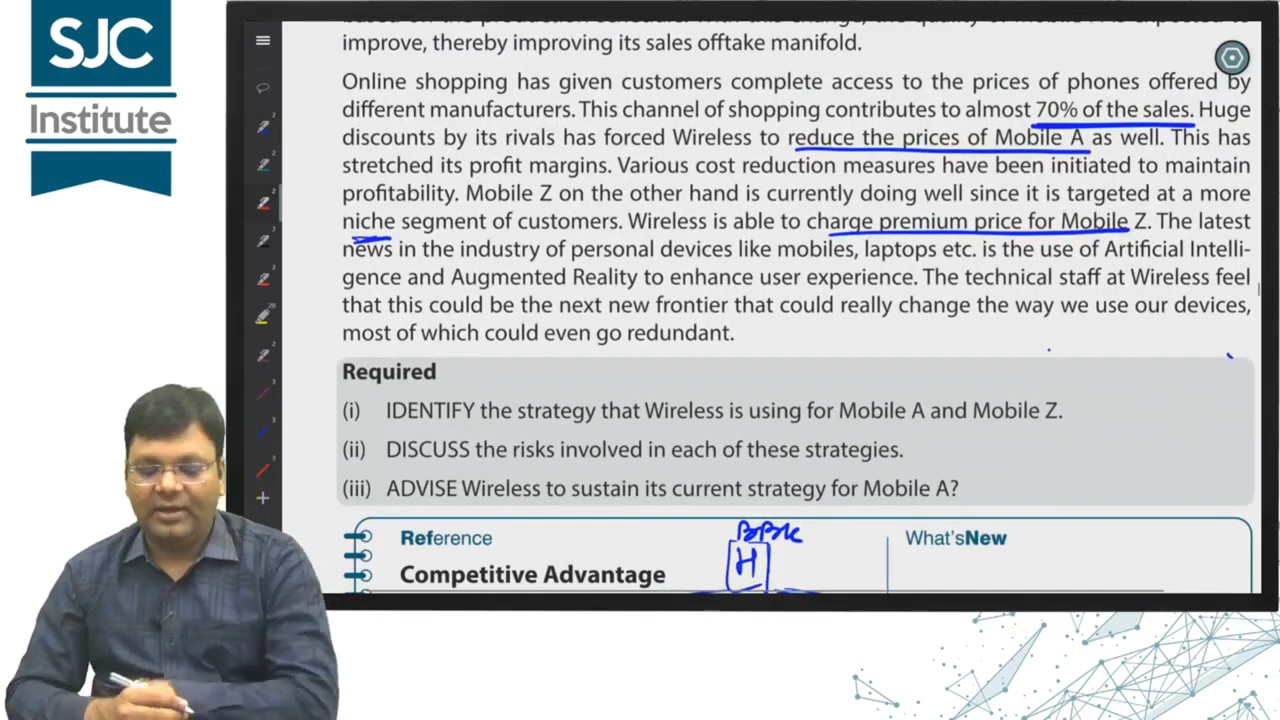 SJC
Institute
improve, thereby improving its sales offtake manifold.
Online shopping has given customers complete access to the prices of phones offered by
different manufacturers. This channel of shopping contributes to almost 70% of the sales. Huge
discounts by its rivals has forced Wireless to reduce the prices of Mobile A as well. This has
stretched its profit margins. Various cost reduction measures have been initiated to maintain
profitability. Mobile Z on the other hand is currently doing well since it is targeted at a more
niche segment of customers. Wireless is able to charge premium price for Mobile Z. The latest
news in the industry of personal devices like mobiles, laptops etc. is the use of Artificial Intelli-
gence and Augmented Reality to enhance user experience. The technical staff at Wireless feel
that this could be the next new frontier that could really change the way we use our devices,
most of which could even go redundant.
Required
(i) IDENTIFY the strategy that Wireless is using for Mobile A and Mobile Z.
(ii) DISCUSS the risks involved in each of these strategies.
(iii) ADVISE Wireless to sustain its current strategy for Mobile A?
Reference
What'sNew
H
Competitive Advantage